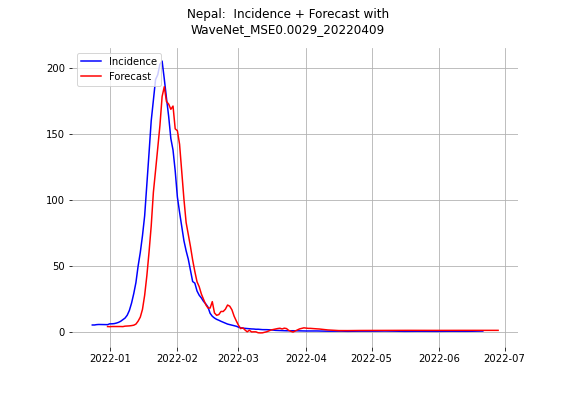 Nepal:  Incidence + Forecast with
WaveNet_MSE0.0029_20220409
Incidence
Forecast
200
150
100
50
0
2022-01 2022-02 2022-03 2022-04 2022-05 2022-06 2022-07